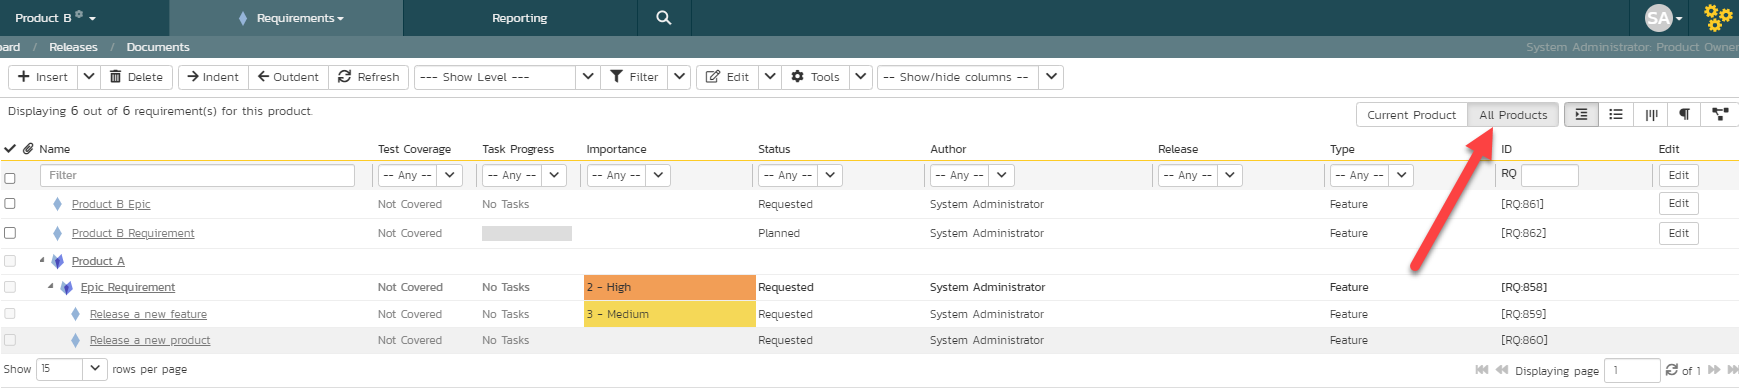 Product B Requirements Reporting SA
oard / Releases / Documents System Administrator: Product Owner
Insert Delete Indent Outdent Refresh --- Show Level --- Filter Edit Tools -- Show/hide columns --
Displaying 6 out of 6 requirement(s) for this product. Current Product All Products
Name Test Coverage Task Progress Importance Status Author Release Type ID Edit
Filter -- Any -- -- Any -- -- Any -- -- Any -- -- Any -- -- Any -- -- Any -- RQ Edit
Product B Epic Not Covered No Tasks Requested System Administrator Feature [RQ:861] Edit
Product B Requirement Not Covered Planned System Administrator Feature [RQ:862] Edit
Product A
Epic Requirement Not Covered No Tasks 2 - High Requested System Administrator Feature [RQ:858]
Release a new feature Not Covered No Tasks 3 - Medium Requested System Administrator Feature [RQ:859]
Release a new product Not Covered No Tasks Requested System Administrator Feature [RQ:860]
Show 15 rows per page Displaying page 1 of 1